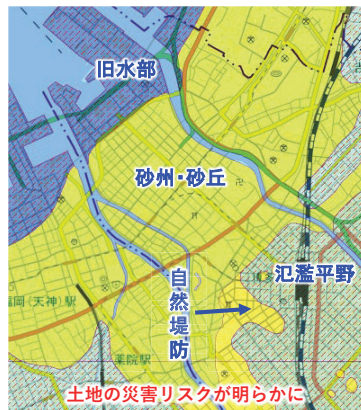 旧水部
砂州・砂丘
氾濫平野
自然堤防
福岡(天神)駅
薬院駅
土地の災害リスクが明らかに